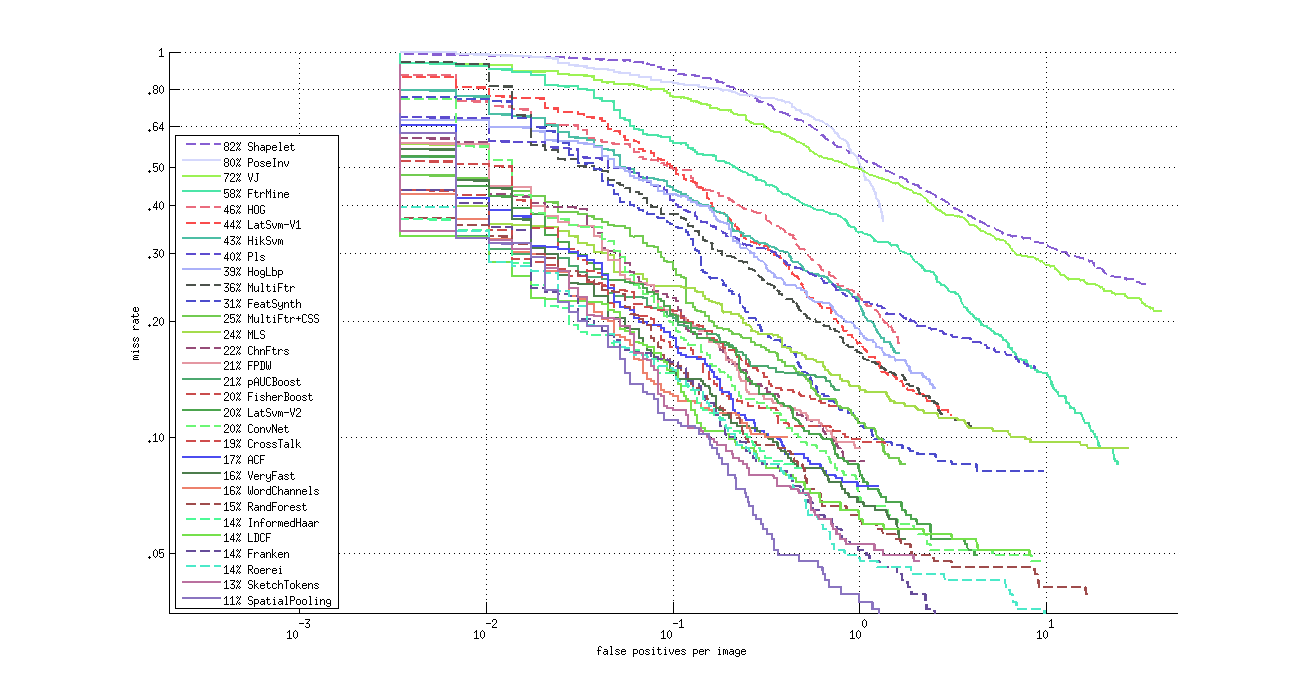 1
.80
.64
.50
.40
.30
.20
.10
.05
miss rate
82% Shapelet
80% PoseInv
72% VJ
58% FtrMine
46% HOG
44% LatSvm-V1
43% HikSvm
40% Pls
39% HogLbp
36% MultiFtr
31% FeatSynth
25% MultiFtr+CSS
24% MLS
22% ChnFtrs
21% FPDW
21% pAUCBoost
20% FisherBoost
20% LatSvm-V2
20% ConvNet
19% CrossTalk
17% ACF
16% VeryFast
16% WordChannels
15% RandForest
14% InformedHaar
14% LDCF
14% Franken
14% Roerei
13% SketchTokens
11% SpatialPooling
10^-3 10^-2 10^-1 10^0 10^1
false positives per image